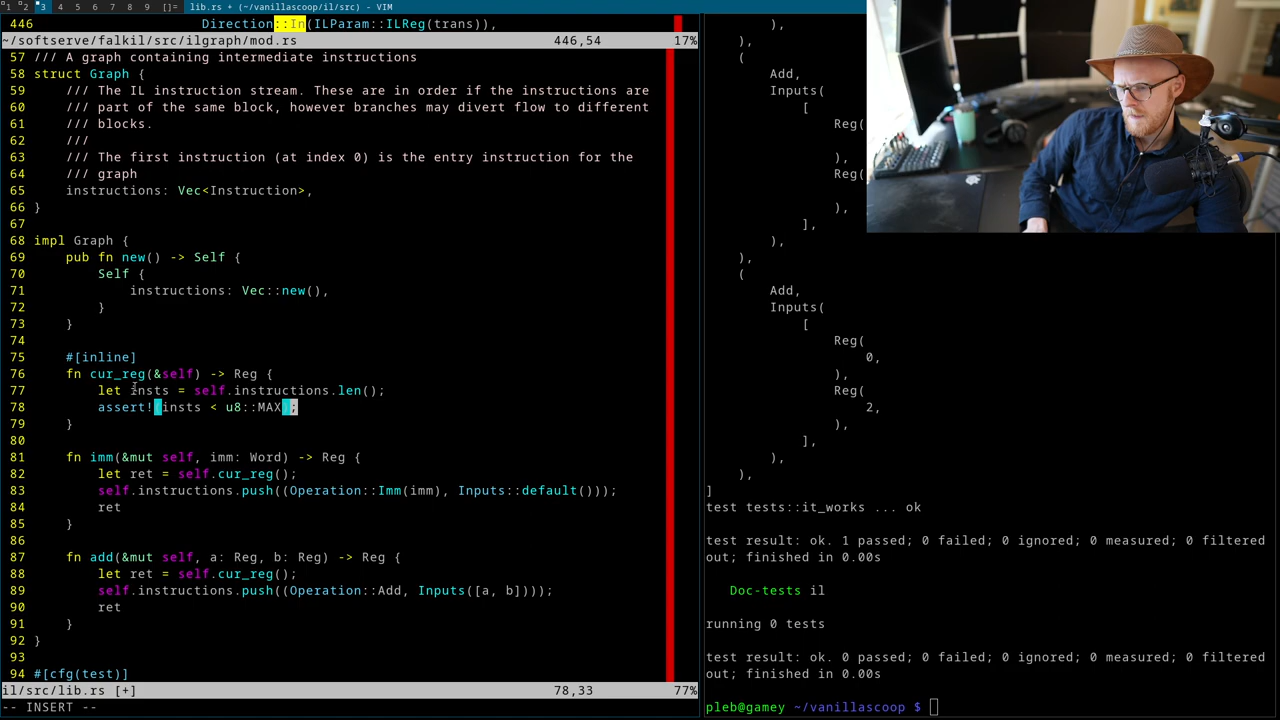 1 2 3 4 5 6 7 8 9 []= lib.rs + (~/vanillascoop/il/src) - VIM
446 Direction::In(ILParam::ILReg(trans)),
~/softserve/falkil/src/ilgraph/mod.rs 446,54 17%
57 /// A graph containing intermediate instructions
58 struct Graph {
59 /// The IL instruction stream. These are in order if the instructions are
60 /// part of the same block, however branches may divert flow to different
61 /// blocks.
62 ///
63 /// The first instruction (at index 0) is the entry instruction for the
64 /// graph
65 instructions: Vec<Instruction>,
66 }
67
68 impl Graph {
69 pub fn new() -> Self {
70 Self {
71 instructions: Vec::new(),
72 }
73 }
74
75 #[inline]
76 fn cur_reg(&self) -> Reg {
77 let insts = self.instructions.len();
78 assert!(insts < u8::MAX);
79 }
80
81 fn imm(&mut self, imm: Word) -> Reg {
82 let ret = self.cur_reg();
83 self.instructions.push((Operation::Imm(imm), Inputs::default()));
84 ret
85 }
86
87 fn add(&mut self, a: Reg, b: Reg) -> Reg {
88 let ret = self.cur_reg();
89 self.instructions.push((Operation::Add, Inputs([a, b])));
90 ret
91 }
92 }
93
94 #[cfg(test)]
il/src/lib.rs [+] 78,33 77%
-- INSERT --
),
),
(
Add,
Inputs(
[
Reg(
),
Reg(
),
],
),
),
(
Add,
Inputs(
[
Reg(
0,
),
Reg(
2,
),
],
),
),
]
test tests::it_works ... ok
test result: ok. 1 passed; 0 failed; 0 ignored; 0 measured; 0 filtered
out; finished in 0.00s
Doc-tests il
running 0 tests
test result: ok. 0 passed; 0 failed; 0 ignored; 0 measured; 0 filtered
out; finished in 0.00s
pleb@gamey ~/vanillascoop $